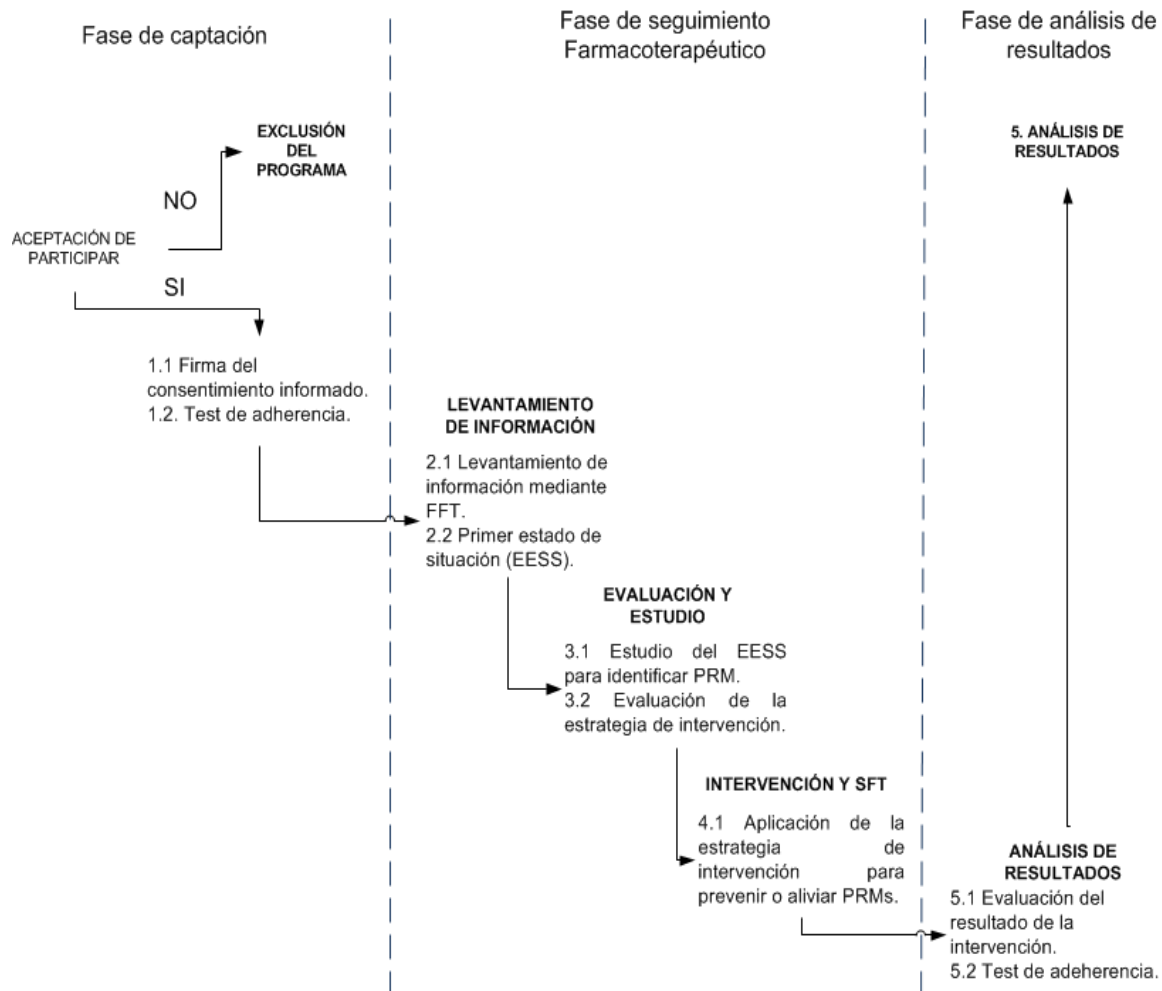 Fase de captación
Fase de seguimiento
Farmacoterapéutico
Fase de análisis de
resultados
EXCLUSIÓN
DEL
PROGRAMA
NO
ACEPTACIÓN DE
PARTICIPAR
SI
1.1 Firma del
consentimiento informado.
1.2. Test de adherencia.
LEVANTAMIENTO
DE INFORMACIÓN
2.1 Levantamiento de
información mediante
FFT.
2.2 Primer estado de
situación (EESS).
EVALUACIÓN Y
ESTUDIO
3.1 Estudio del EESS
para identificar PRM.
3.2 Evaluación de la
estrategia de intervención.
INTERVENCIÓN Y SFT
4.1 Aplicación de la
estrategia de
intervención para
prevenir o aliviar PRMs.
5. ANÁLISIS DE
RESULTADOS
ANÁLISIS DE
RESULTADOS
5.1 Evaluación del
resultado de la
intervención.
5.2 Test de adeherencia.